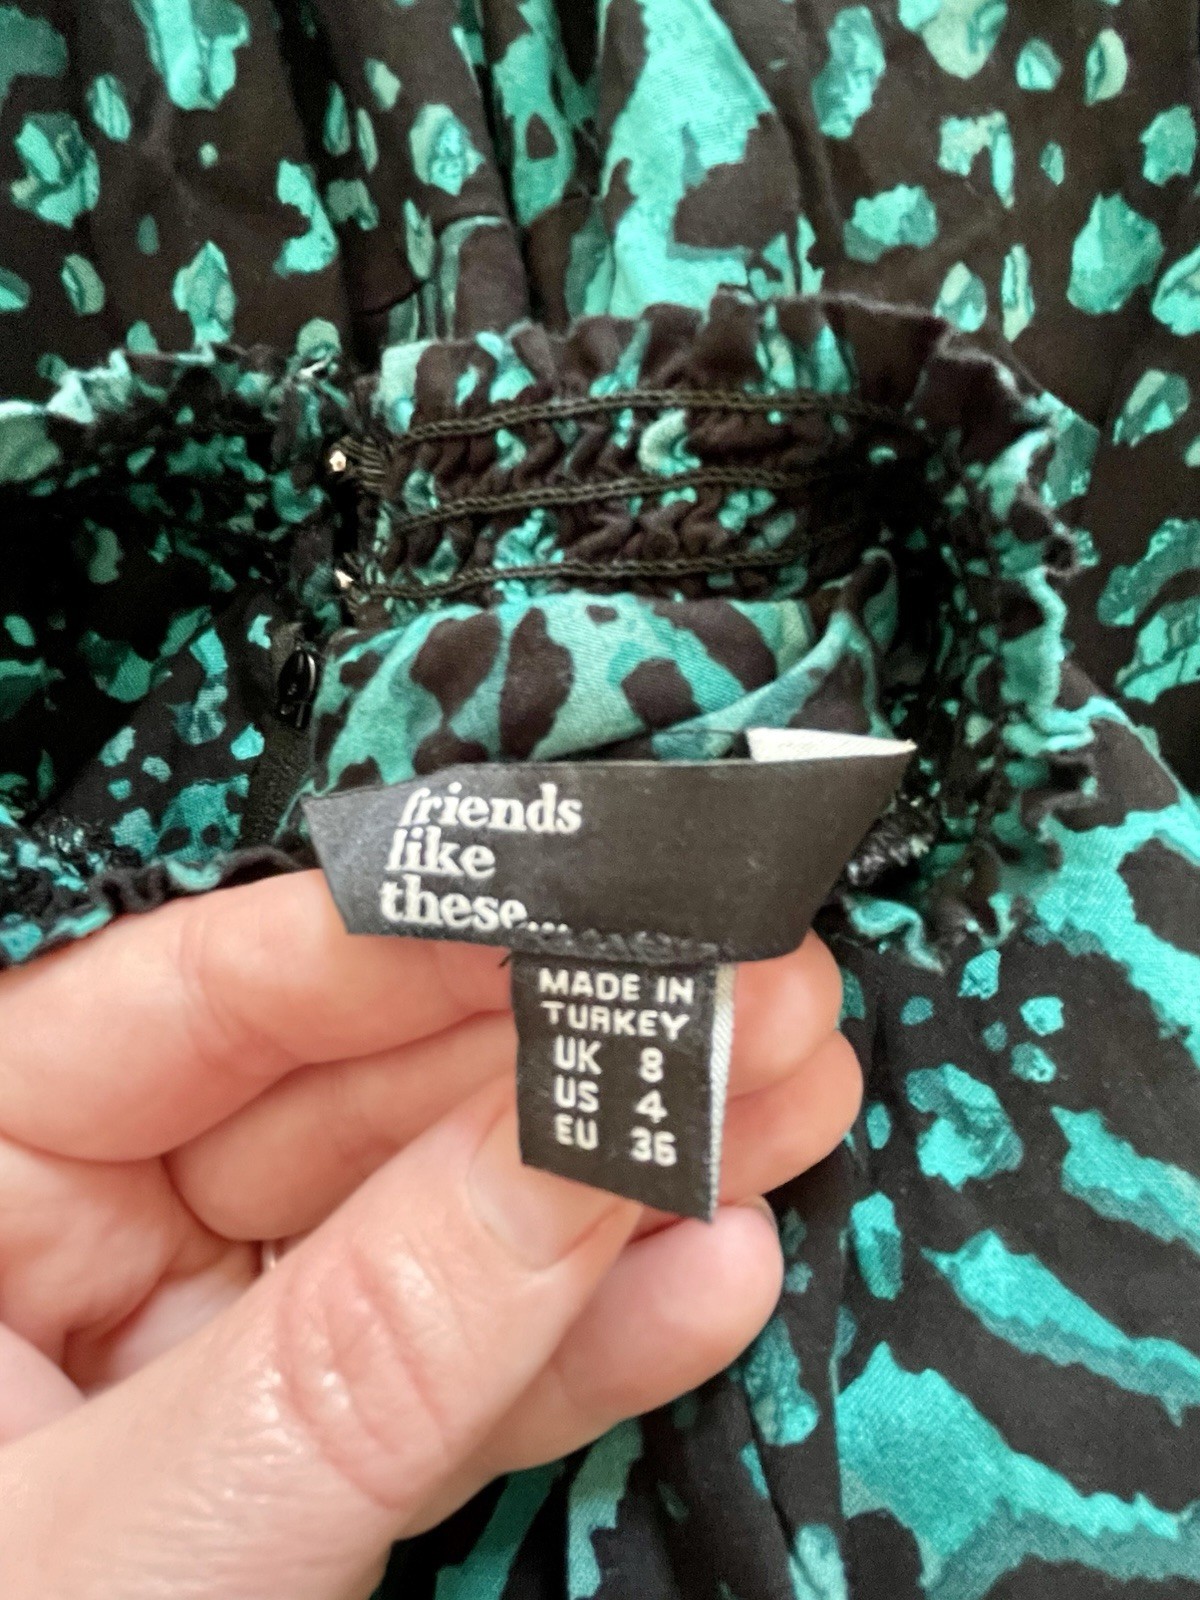 friends
like
these...
MADE IN
TURKEY
UK 8
US 4
EU 36